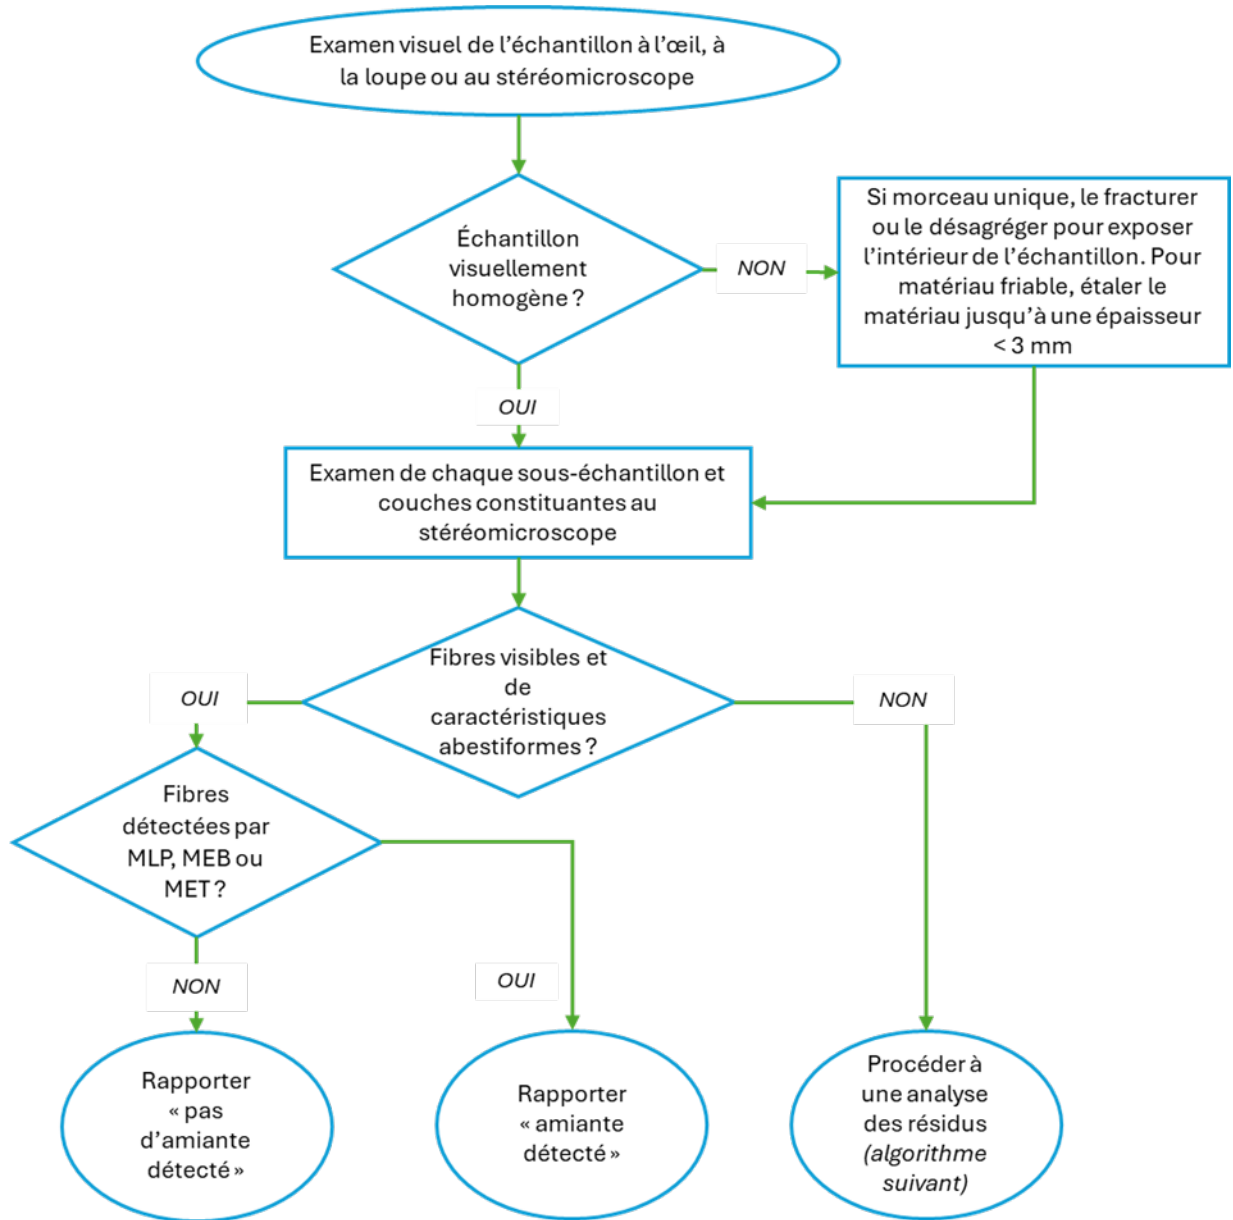 Examen visuel de l’échantillon à l’œil, à
la loupe ou au stéréomicroscope
Échantillon
visuellement
homogène ?
NON
Si morceau unique, le fracturer
ou le désagréger pour exposer
l’intérieur de l’échantillon. Pour
matériau friable, étaler le
matériau jusqu’à une épaisseur
< 3 mm
OUI
Examen de chaque sous-échantillon et
couches constituantes au
stéréomicroscope
Fibres visibles et
de
caractéristiques
abestiformes ?
OUI
NON
Fibres
détectées par
MLP, MEB ou
MET ?
NON
OUI
Rapporter
« pas
d’amiante
détecté »
Rapporter
« amiante
détecté »
Procéder à
une analyse
des résidus
(algorithme
suivant)